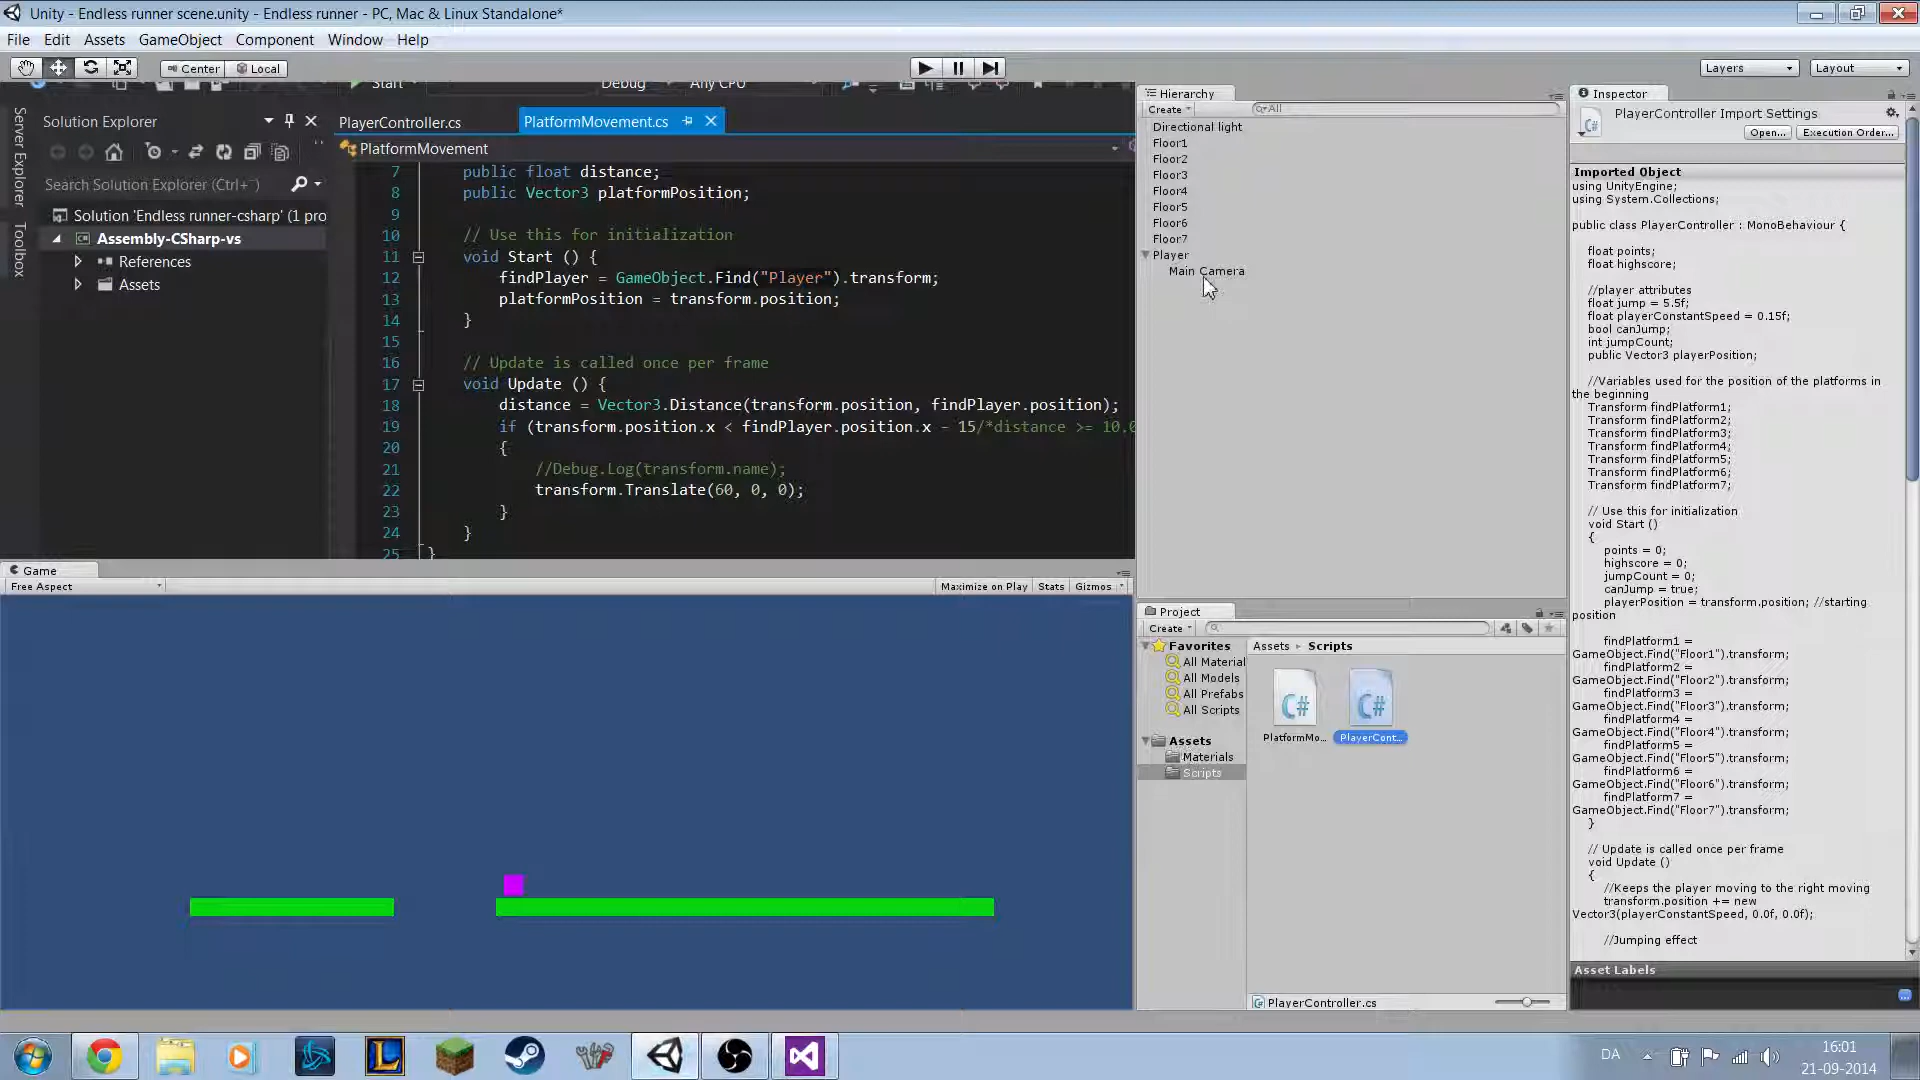 Unity - Endless runner scene.unity - Endless runner - PC, Mac & Linux Standalone*
File Edit Assets GameObject Component Window Help
Center Local
Layers Layout
Start Debug Any CPU
Server Explorer
Toolbox
Solution Explorer
Search Solution Explorer (Ctrl+¨)
Solution 'Endless runner-csharp' (1 pro
Assembly-CSharp-vs
References
Assets
PlayerController.cs PlatformMovement.cs
PlatformMovement
7 public float distance;
8 public Vector3 platformPosition;
9
10 // Use this for initialization
11 void Start () {
12 findPlayer = GameObject.Find("Player").transform;
13 platformPosition = transform.position;
14 }
15
16 // Update is called once per frame
17 void Update () {
18 distance = Vector3.Distance(transform.position, findPlayer.position);
19 if (transform.position.x < findPlayer.position.x - 15/*distance >= 10.0
20 {
21 //Debug.Log(transform.name);
22 transform.Translate(60, 0, 0);
23 }
24 }
25 }
Game
Free Aspect Maximize on Play Stats Gizmos
Hierarchy
Create All
Directional light
Floor1
Floor2
Floor3
Floor4
Floor5
Floor6
Floor7
Player
Main Camera
Project
Create
Favorites
All Material
All Models
All Prefabs
All Scripts
Assets
Materials
Scripts
Assets Scripts
C# C#
PlatformMo... PlayerCont...
PlayerController.cs
Inspector
PlayerController Import Settings
Open... Execution Order...
Imported Object
using UnityEngine;
using System.Collections;
public class PlayerController : MonoBehaviour {
float points;
float highscore;
//player attributes
float jump = 5.5f;
float playerConstantSpeed = 0.15f;
bool canJump;
int jumpCount;
public Vector3 playerPosition;
//Variables used for the position of the platforms in
the beginning
Transform findPlatform1;
Transform findPlatform2;
Transform findPlatform3;
Transform findPlatform4;
Transform findPlatform5;
Transform findPlatform6;
Transform findPlatform7;
// Use this for initialization
void Start ()
{
points = 0;
highscore = 0;
jumpCount = 0;
canJump = true;
playerPosition = transform.position; //starting
position
findPlatform1 =
GameObject.Find("Floor1").transform;
findPlatform2 =
GameObject.Find("Floor2").transform;
findPlatform3 =
GameObject.Find("Floor3").transform;
findPlatform4 =
GameObject.Find("Floor4").transform;
findPlatform5 =
GameObject.Find("Floor5").transform;
findPlatform6 =
GameObject.Find("Floor6").transform;
findPlatform7 =
GameObject.Find("Floor7").transform;
}
// Update is called once per frame
void Update ()
{
//Keeps the player moving to the right moving
transform.position += new
Vector3(playerConstantSpeed, 0.0f, 0.0f);
//Jumping effect
Asset Labels
DA
16:01
21-09-2014